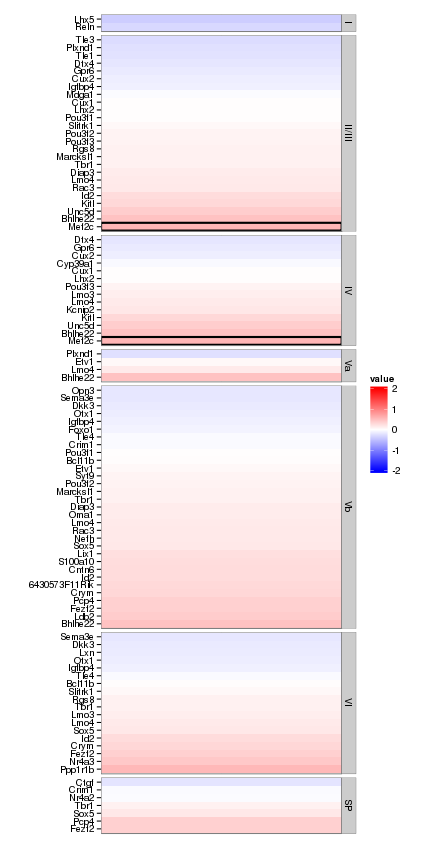 Lhx5
Reln
I
Tle3
Plxnd1
Tle1
Dtx4
Gpr6
Cux2
Igfbp4
Mdga1
Cux1
Lhx2
Pou3f1
Slitrk1
Pou3f2
Pou3f3
Rgs8
Marcksl1
Tbr1
Diap3
Lmo4
Rac3
Id2
Kitl
Unc5d
Bhlhe22
Mef2c
II/III
Dtx4
Gpr6
Cux2
Cyp39a1
Cux1
Lhx2
Pou3f3
Lmo3
Lmo4
Kcnip2
Kitl
Unc5d
Bhlhe22
Mef2c
IV
Plxnd1
Etv1
Lmo4
Bhlhe22
Va
value
2
1
0
-1
-2
Opn3
Sema3e
Dkk3
Otx1
Igfbp4
Foxo1
Tle4
Crim1
Pou3f1
Bcl11b
Etv1
Syt9
Pou3f2
Marcksl1
Tbr1
Diap3
Oma1
Lmo4
Rac3
Nefh
Sox5
Lix1
S100a10
Cntn6
Id2
6430573F11Rik
Crym
Pcp4
Fezf2
Ldb2
Bhlhe22
Vb
Sema3e
Dkk3
Lxn
Otx1
Igfbp4
Tle4
Bcl11b
Slitrk1
Rgs8
Tbr1
Lmo3
Lmo4
Sox5
Id2
Crym
Fezf2
Nr4a3
Ppp1r1b
VI
Ctgf
Crim1
Nr4a2
Tbr1
Sox5
Pcp4
Fezf2
SP